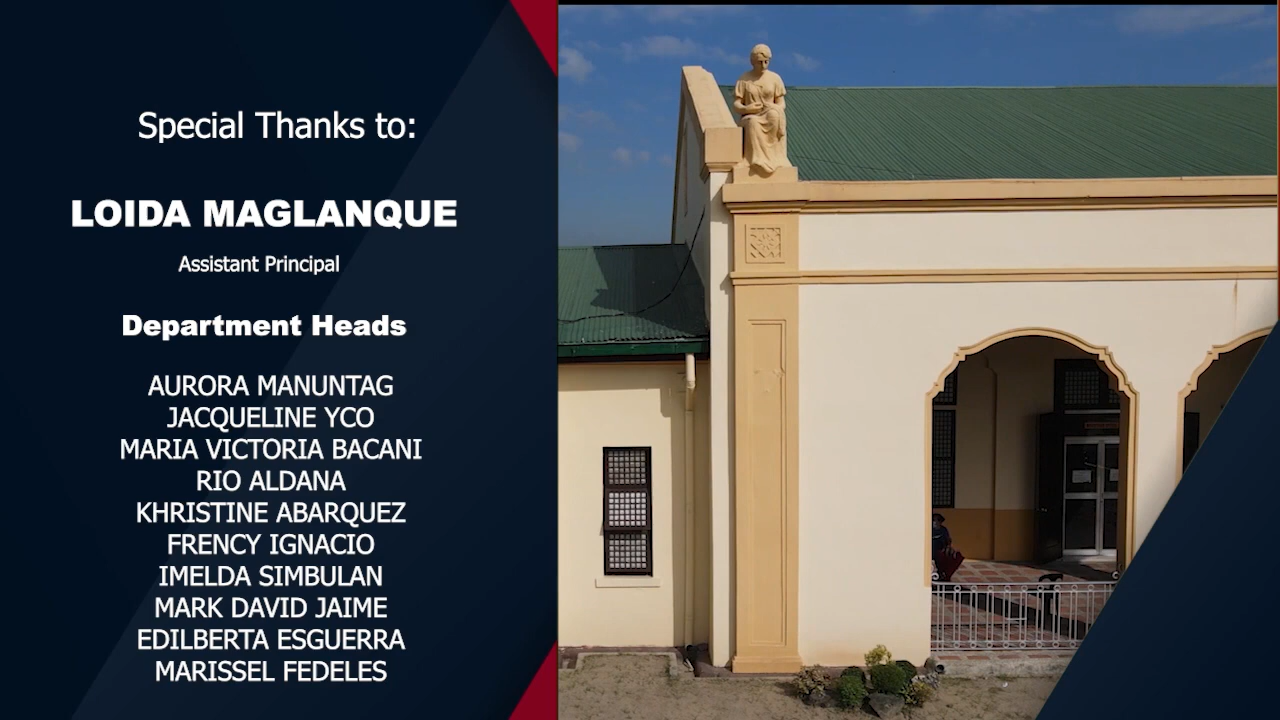 Special Thanks to:
LOIDA MAGLANQUE
Assistant Principal
Department Heads
AURORA MANUNTAG
JACQUELINE YCO
MARIA VICTORIA BACANI
RIO ALDANA
KHRISTINE ABARQUEZ
FRENCY IGNACIO
IMELDA SIMBULAN
MARK DAVID JAIME
EDILBERTA ESGUERRA
MARISSEL FEDELES